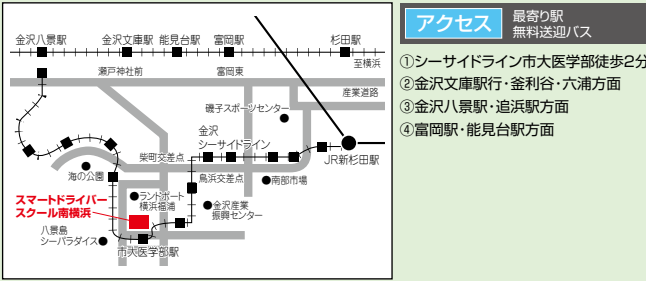 金沢八景駅
金沢文庫駅
能見台駅
富岡駅
杉田駅
至横浜
瀬戸神社前
富岡東
産業道路
磯子スポーツセンター
金沢
シーサイドライン
JR新杉田駅
柴町交差点
海の公園
鳥浜交差点
南部市場
スマートドライバー
スクール南横浜
ランドポート
横浜福浦
金沢産業
振興センター
八景島
シーパラダイス
市大医学部駅
アクセス
最寄り駅
無料送迎バス
①シーサイドライン市大医学部徒歩2分
②金沢文庫駅行・釜利谷・六浦方面
③金沢八景駅・追浜駅方面
④富岡駅・能見台駅方面